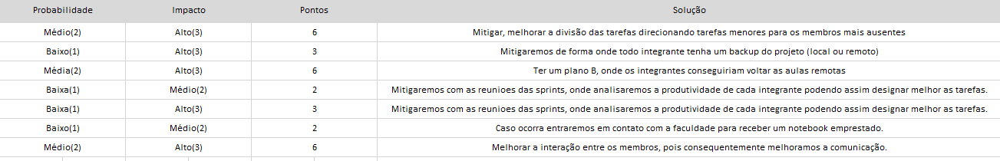 Probabilidade Impacto Pontos Solução
Médio(2) Alto(3) 6 Mitigar, melhorar a divisão das tarefas direcionando tarefas menores para os membros mais ausentes
Baixo(1) Alto(3) 3 Mitigaremos de forma onde todo integrante tenha um backup do projeto (local ou remoto)
Média(2) Alto(3) 6 Ter um plano B, onde os integrantes conseguiriam voltar as aulas remotas
Baixa(1) Médio(2) 2 Mitigaremos com as reunioes das sprints, onde analisaremos a produtividade de cada integrante podendo assim designar melhor as tarefas.
Baixa(1) Alto(3) 3 Mitigaremos com as reunioes das sprints, onde analisaremos a produtividade de cada integrante podendo assim designar melhor as tarefas.
Baixo(1) Médio(2) 2 Caso ocorra entraremos em contato com a faculdade para receber um notebook emprestado.
Médio(2) Alto(3) 6 Melhorar a interação entre os membros, pois consequentemente melhoramos a comunicação.